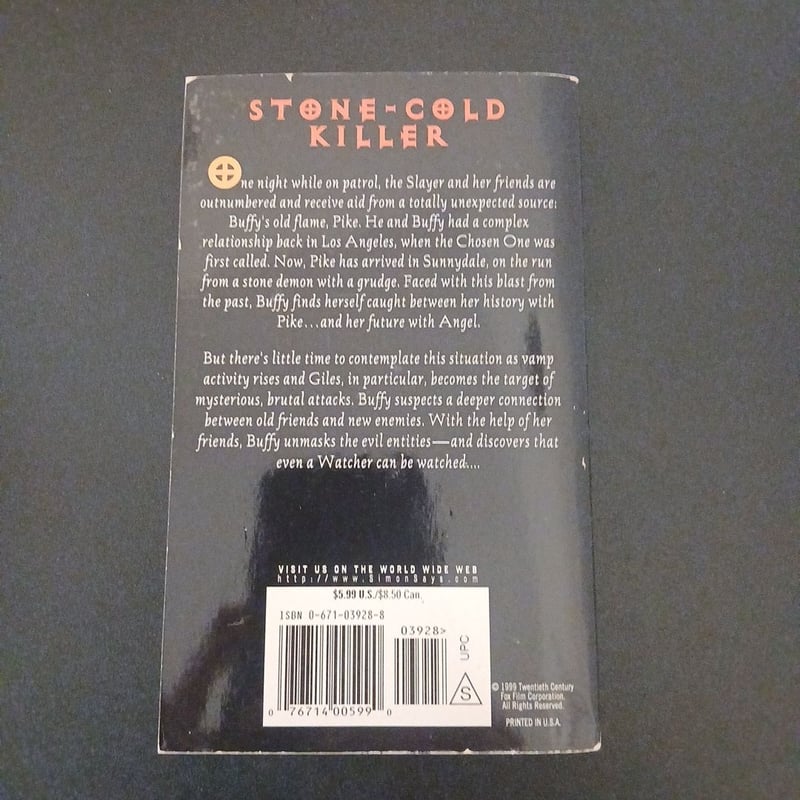 STONE-COLD
KILLER
One night while on patrol, the Slayer and her friends are
outnumbered and receive aid from a totally unexpected source:
Buffy's old flame, Pike. He and Buffy had a complex
relationship back in Los Angeles, when the Chosen One was
first called. Now, Pike has arrived in Sunnydale, on the run
from a stone demon with a grudge. Faced with this blast from
the past, Buffy finds herself caught between her history with
Pike...and her future with Angel.
But there's little time to contemplate this situation as vamp
activity rises and Giles, in particular, becomes the target of
mysterious, brutal attacks. Buffy suspects a deeper connection
between old friends and new enemies. With the help of her
friends, Buffy unmasks the evil entities—and discovers that
even a Watcher can be watched....
VISIT US ON THE WORLD WIDE WEB
http://www.SimonSays.com
$5.99 U.S./$8.50 Can.
ISBN 0-671-03928-8
03928>
UPC
S
0 76714 00599 0
© 1999 Twentieth Century
Fox Film Corporation.
All Rights Reserved.
PRINTED IN U.S.A.